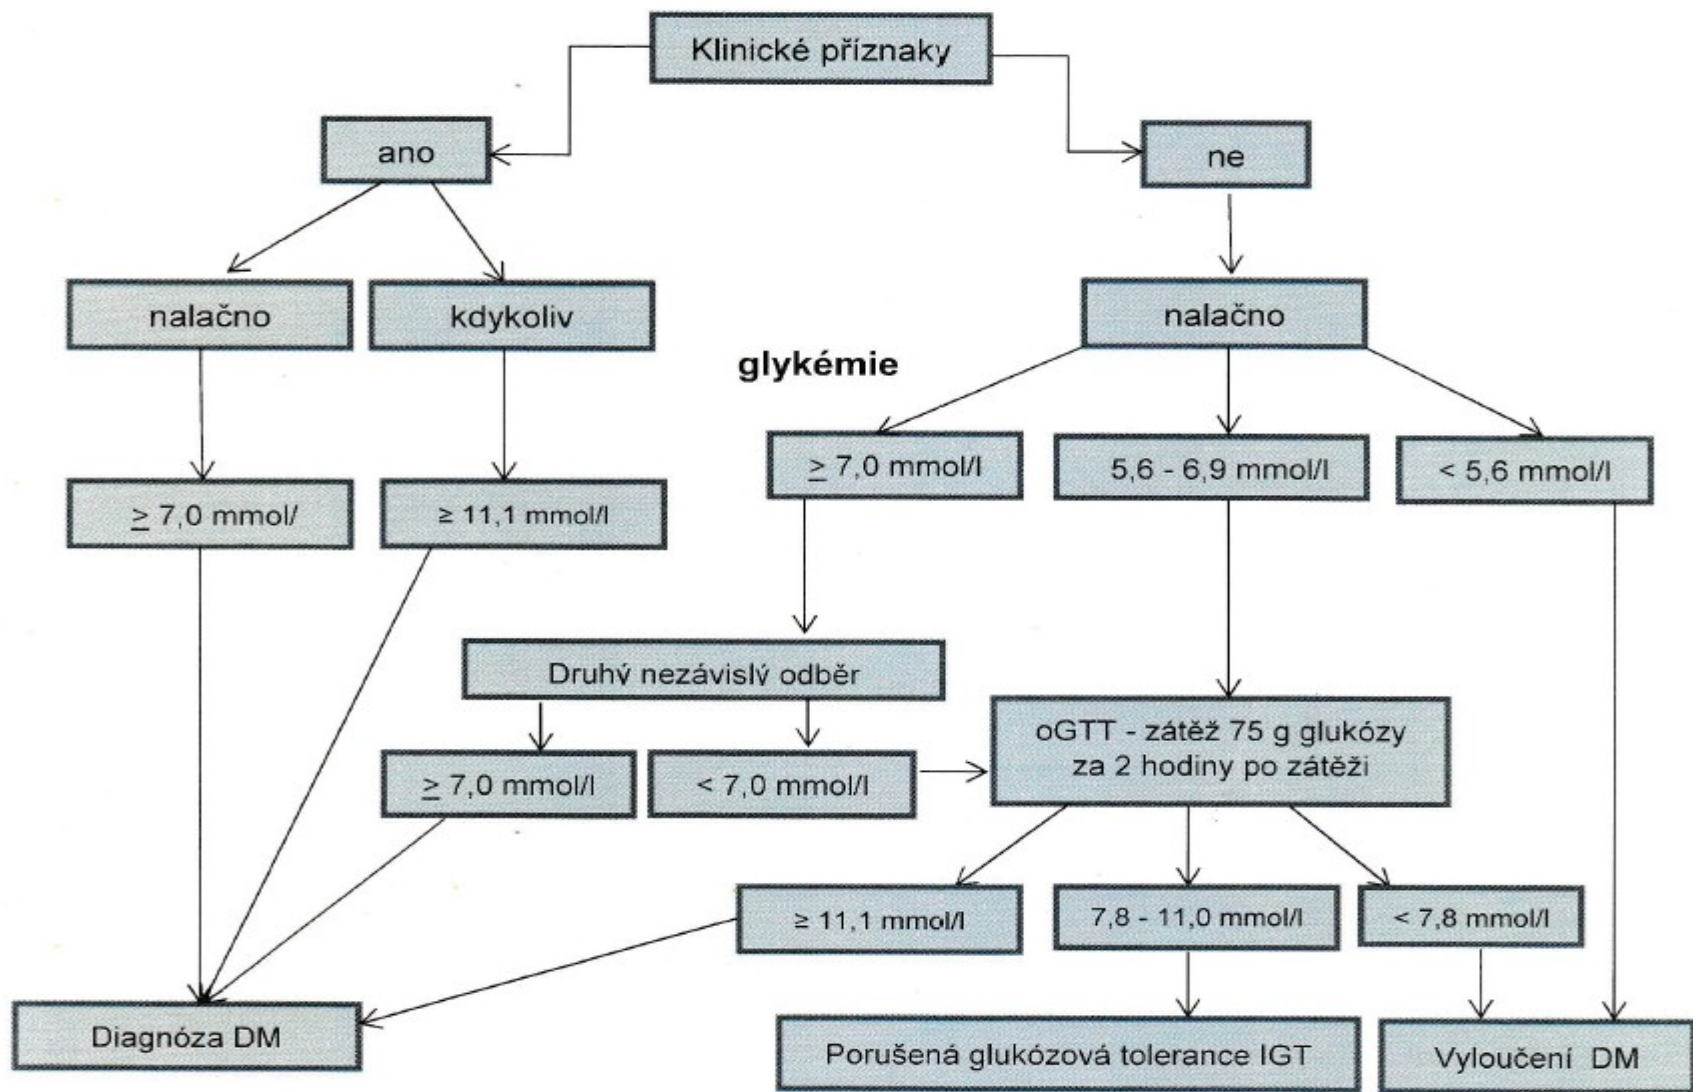 Klinické příznaky
ano
ne
nalačno
kdykoliv
nalačno
glykémie
≥ 7,0 mmol/l
5,6 - 6,9 mmol/l
< 5,6 mmol/l
≥ 7,0 mmol/
≥ 11,1 mmol/l
Druhý nezávislý odběr
oGTT - zátěž 75 g glukózy
za 2 hodiny po zátěži
≥ 7,0 mmol/l
< 7,0 mmol/l
≥ 11,1 mmol/l
7,8 - 11,0 mmol/l
< 7,8 mmol/l
Diagnóza DM
Porušená glukózová tolerance IGT
Vyloučení DM